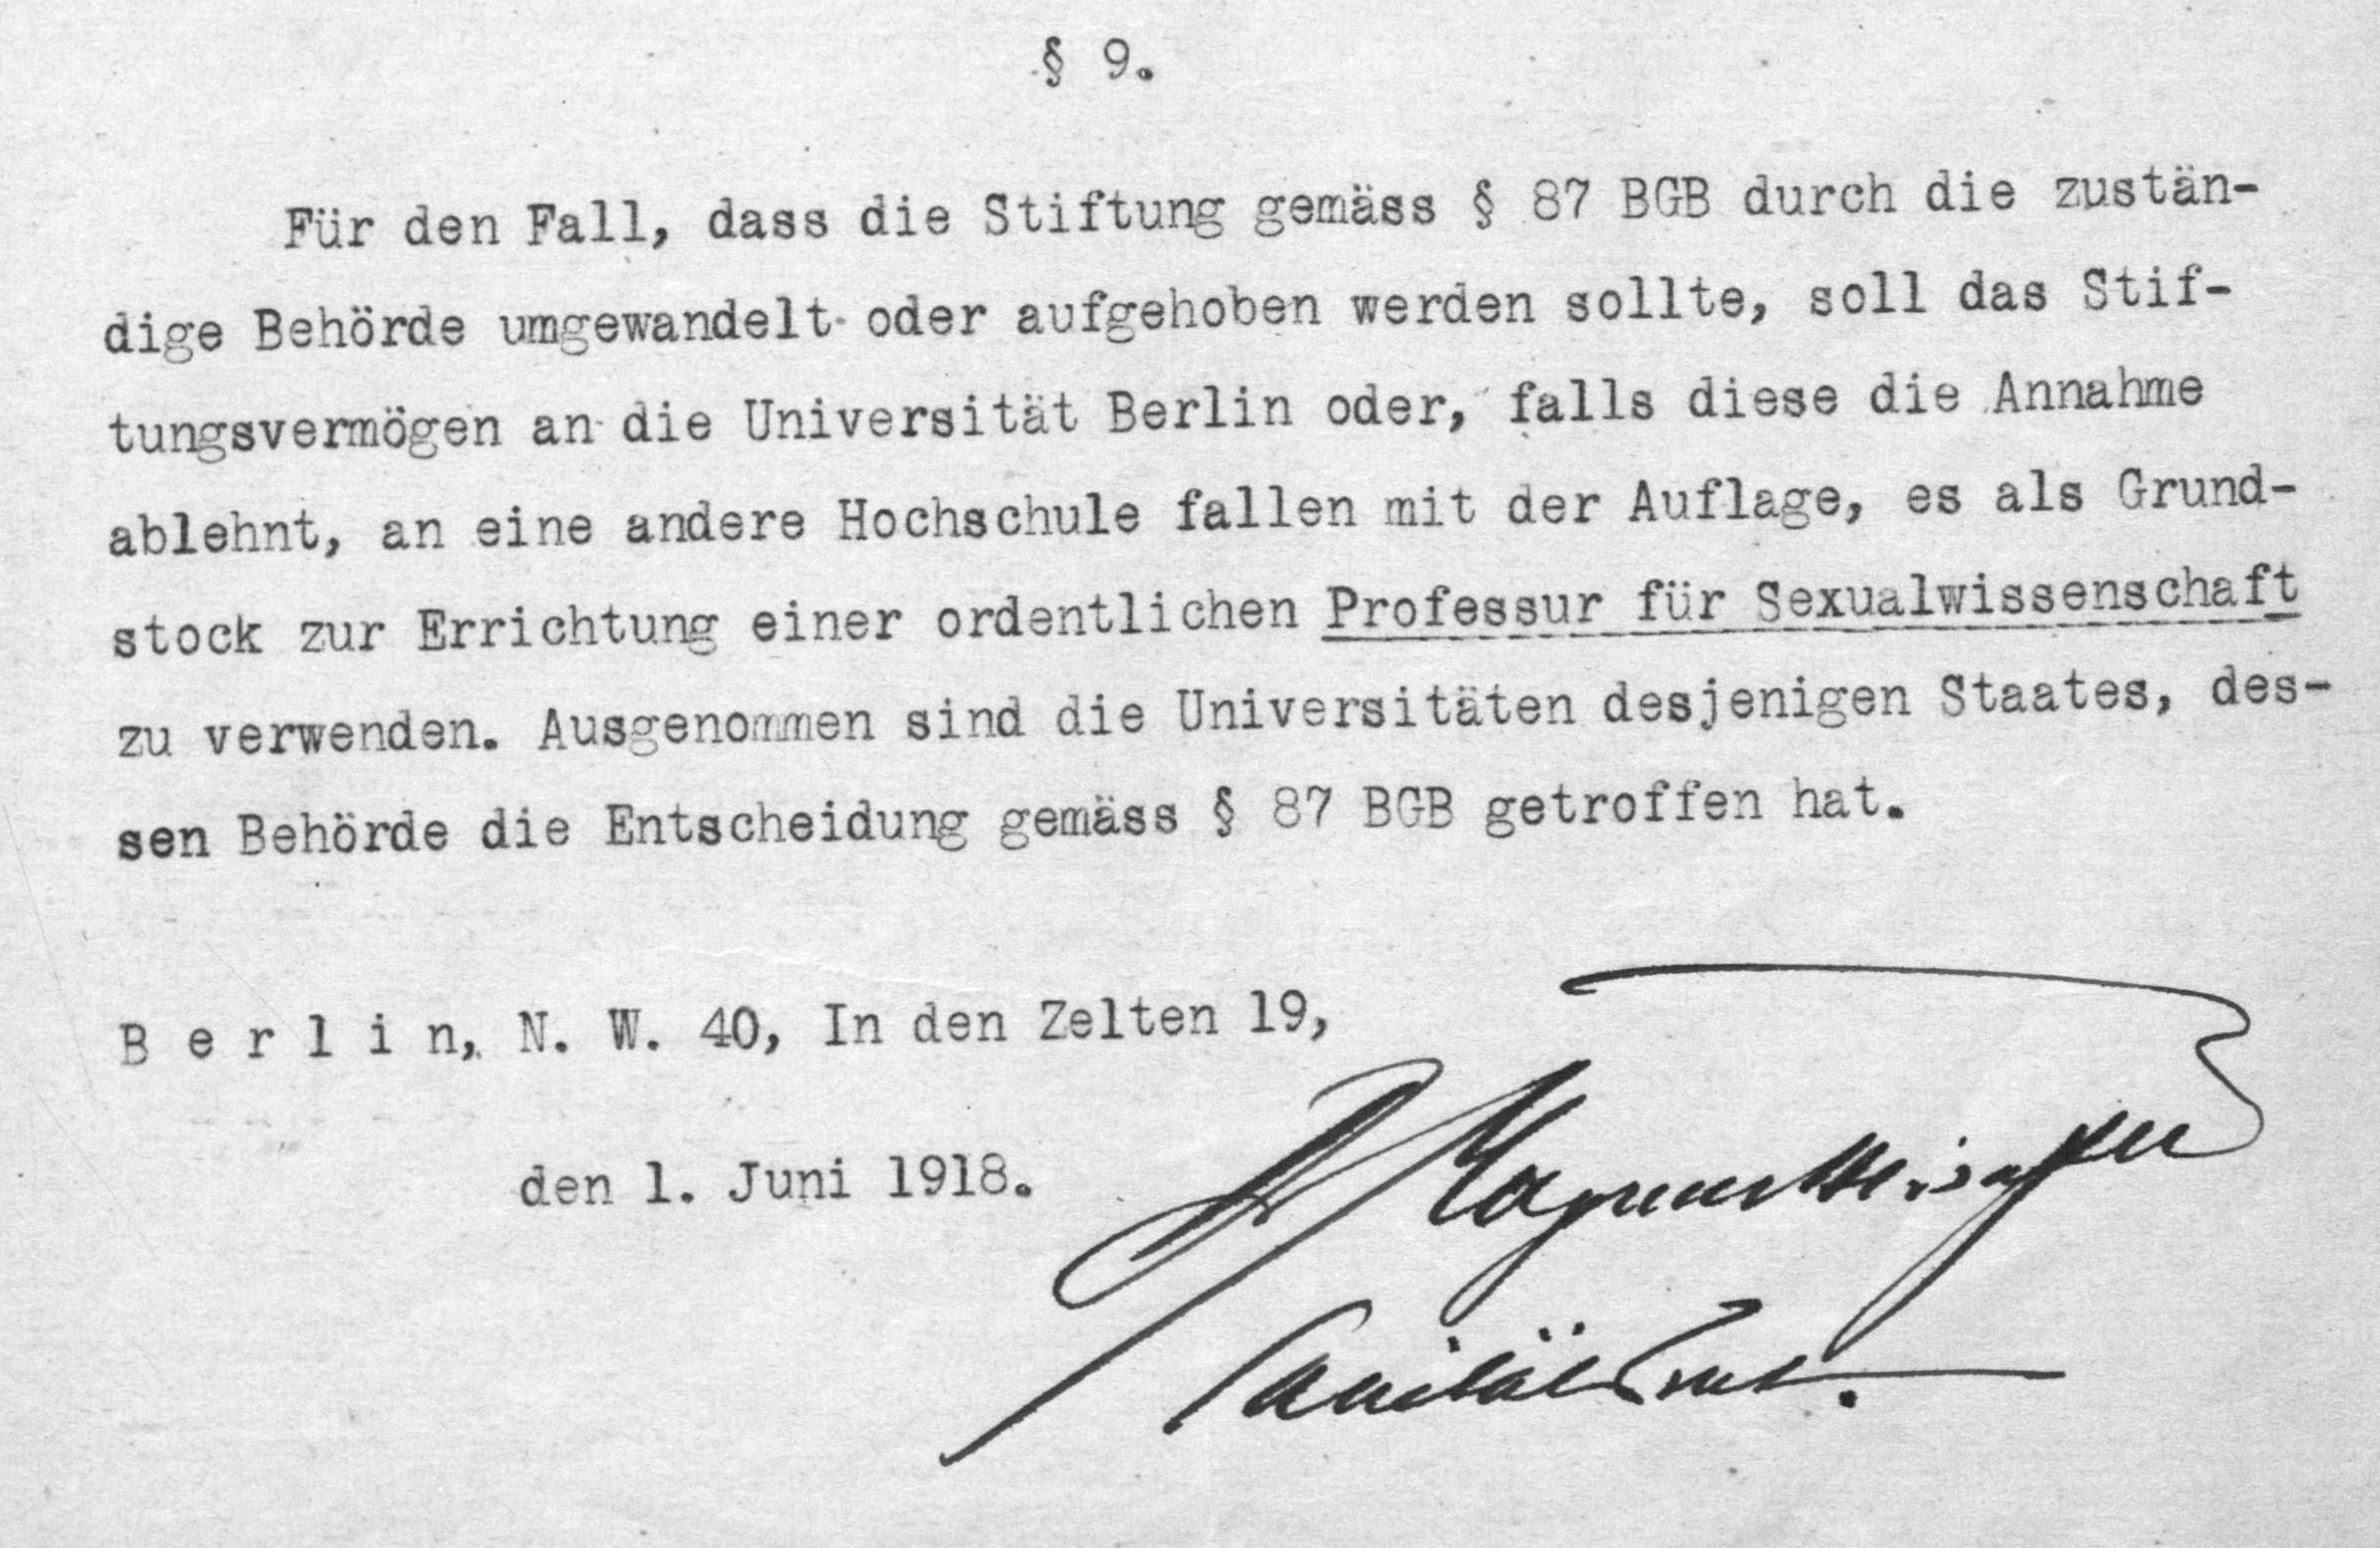 § 9.
Für den Fall, dass die Stiftung gemäss § 87 BGB durch die zustän-
dige Behörde umgewandelt oder aufgehoben werden sollte, soll das Stif-
tungsvermögen an die Universität Berlin oder, falls diese die Annahme
ablehnt, an eine andere Hochschule fallen mit der Auflage, es als Grund-
stock zur Errichtung einer ordentlichen Professur für Sexualwissenschaft
zu verwenden. Ausgenommen sind die Universitäten desjenigen Staates, des-
sen Behörde die Entscheidung gemäss § 87 BGB getroffen hat.
B e r l i n, N. W. 40, In den Zelten 19,
den 1. Juni 1918.
Dr Magnus Hirschfeld
Sanitätsrat.